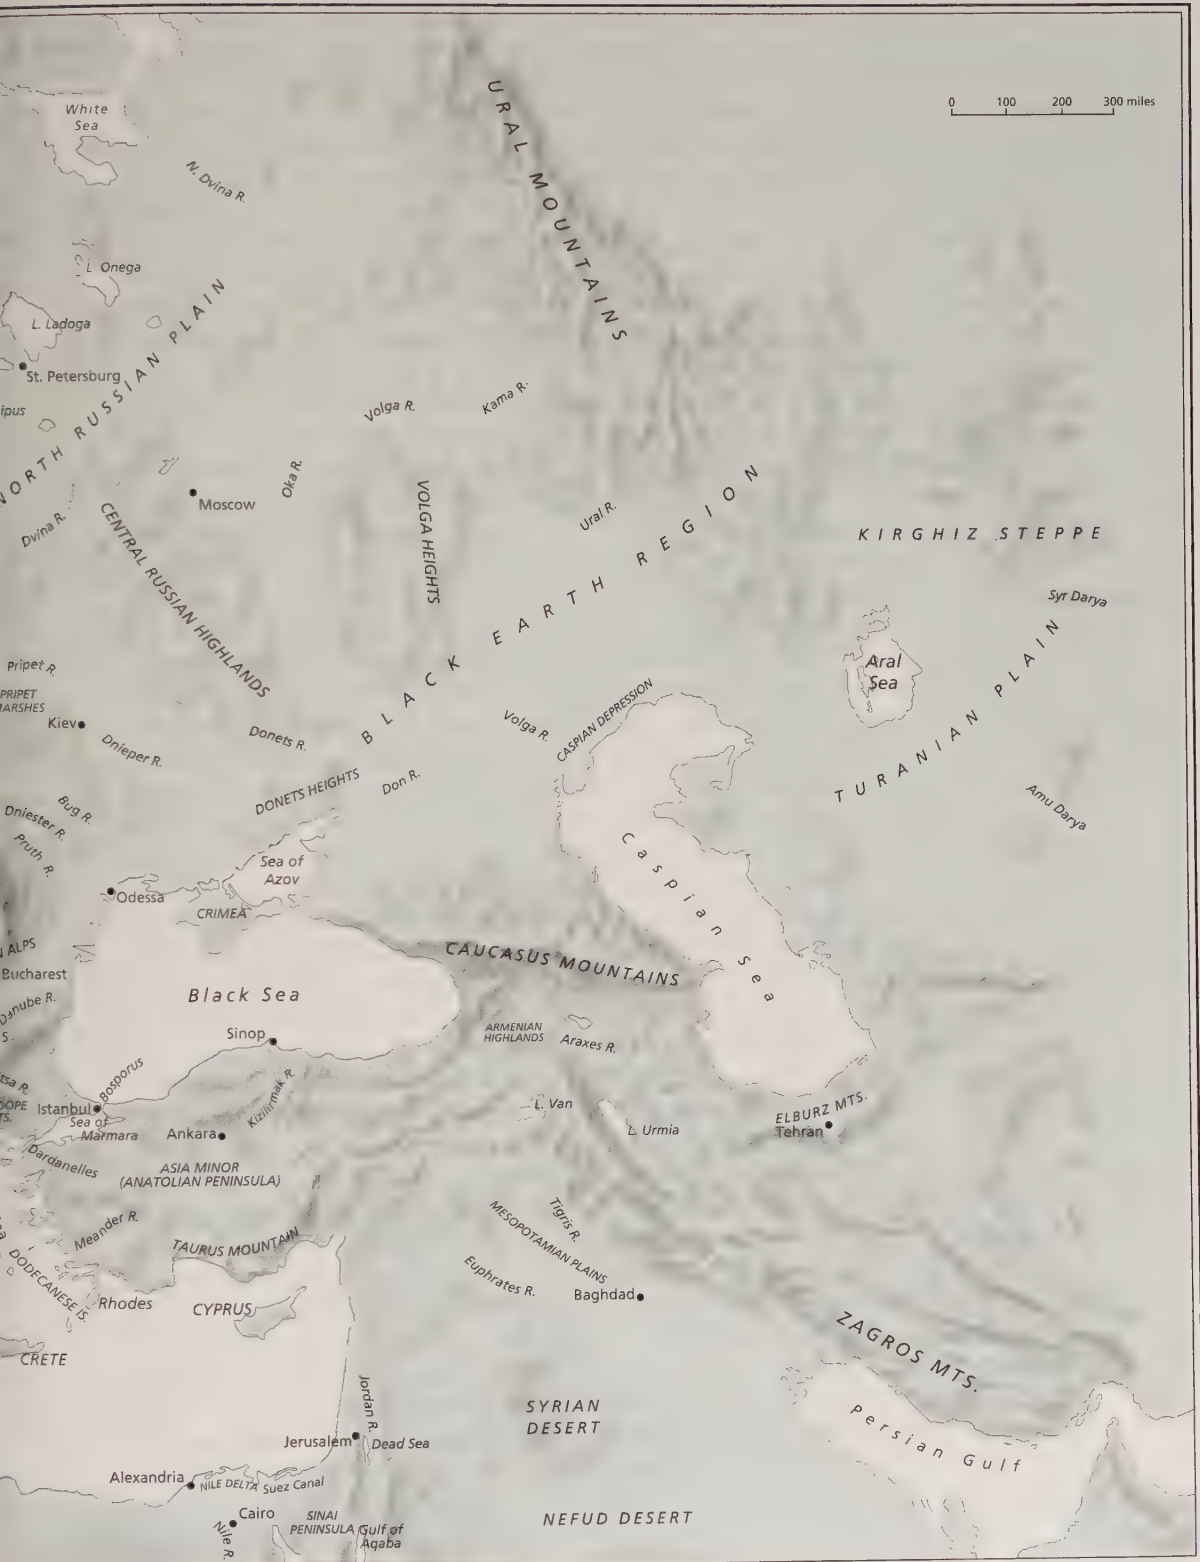 White
Sea
URAL MOUNTAINS
0 100 200 300 miles
N. Dvina R.
L. Onega
L. Ladoga
NORTH RUSSIAN PLAIN
St. Petersburg
ipus
Volga R.
Kama R.
Oka R.
Moscow
Dvina R.
CENTRAL RUSSIAN HIGHLANDS
VOLGA HEIGHTS
Ural R.
BLACK EARTH REGION
KIRGHIZ STEPPE
Syr Darya
Aral
Sea
TURANIAN PLAIN
Amu Darya
Pripet R.
PRIPET
MARSHES
Kiev
Dnieper R.
Donets R.
Volga R.
CASPIAN DEPRESSION
DONETS HEIGHTS
Don R.
Bug R.
Dniester R.
Pruth R.
Caspian Sea
Sea of
Azov
Odessa
CRIMEA
ALPS
Bucharest
Danube R.
S.
CAUCASUS MOUNTAINS
Black Sea
Sinop
ARMENIAN
HIGHLANDS
Araxes R.
Bosporus
tsa R.
OPE
TS.
Istanbul
Sea of
Marmara
Ankara
Kizilirmak R.
L. Van
L. Urmia
ELBURZ MTS.
Tehran
Dardanelles
ASIA MINOR
(ANATOLIAN PENINSULA)
Meander R.
TAURUS MOUNTAIN
Tigris R.
MESOPOTAMIAN PLAINS
Euphrates R.
Baghdad
DODECANESE IS.
Rhodes
CYPRUS
CRETE
ZAGROS MTS.
Persian Gulf
SYRIAN
DESERT
Jordan R.
Jerusalem
Dead Sea
Alexandria
NILE DELTA
Suez Canal
Cairo
Nile R.
SINAI
PENINSULA
Gulf of
Aqaba
NEFUD DESERT